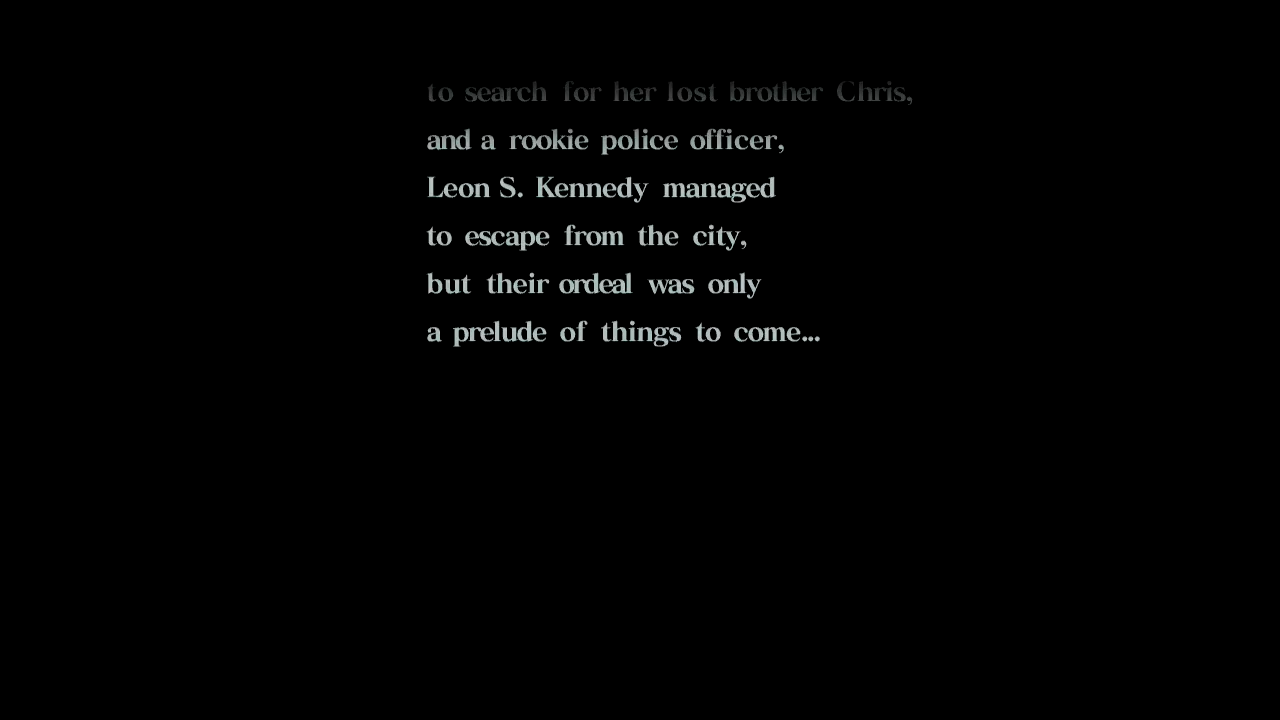 to search for her lost brother Chris,
and a rookie police officer,
Leon S. Kennedy managed
to escape from the city,
but their ordeal was only
a prelude of things to come...